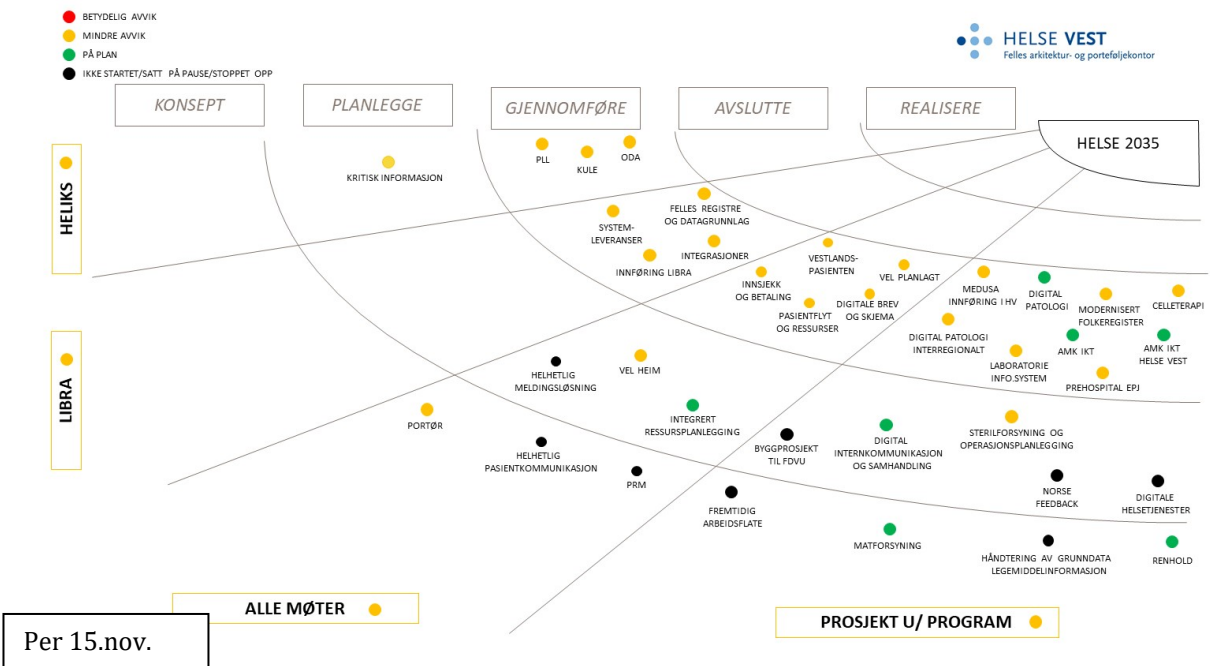 BETYDELIG AVVIK
MINDRE AVVIK
PÅ PLAN
IKKE STARTET/SATT PÅ PAUSE/STOPPET OPP
HELSE VEST
Felles arkitektur- og porteføljekontor
KONSEPT
PLANLEGGE
GJENNOMFØRE
AVSLUTTE
REALISERE
HELSE 2035
HELIKS
LIBRA
KRITISK INFORMASJON
PLL
KULE
ODA
FELLES REGISTRE
OG DATAGRUNNLAG
SYSTEM-
LEVERANSER
INNFØRING LIBRA
INTEGRASJONER
INNSJEKK
OG BETALING
VESTLANDS-
PASIENTEN
PASIENTFLYT
OG RESSURSER
DIGITALE BREV
OG SKJEMA
VEL PLANLAGT
MEDUSA
INNFØRING I HV
DIGITAL
PATOLOGI
MODERNISERT
FOLKEREGISTER
CELLETERAPI
DIGITAL PATOLOGI
INTERREGIONALT
LABORATORIE
INFO.SYSTEM
AMK IKT
AMK IKT
HELSE VEST
PREHOSPITAL EPJ
HELHETLIG
MELDINGSLØSNING
VEL HEIM
PORTØR
INTEGRERT
RESSURSPLANLEGGING
HELHETLIG
PASIENTKOMMUNIKASJON
PRM
BYGGPROSJEKT
TIL FDVU
DIGITAL
INTERNKOMMUNIKASJON
OG SAMHANDLING
STERILFORSYNING OG
OPERASJONSPLANLEGGING
FREMTIDIG
ARBEIDSFLATE
NORSE
FEEDBACK
DIGITALE
HELSETJENESTER
MATFORSYNING
HÅNDTERING AV GRUNNDATA
LEGEMIDDELINFORMASJON
RENHOLD
ALLE MØTER
PROSJEKT U/ PROGRAM
Per 15.nov.